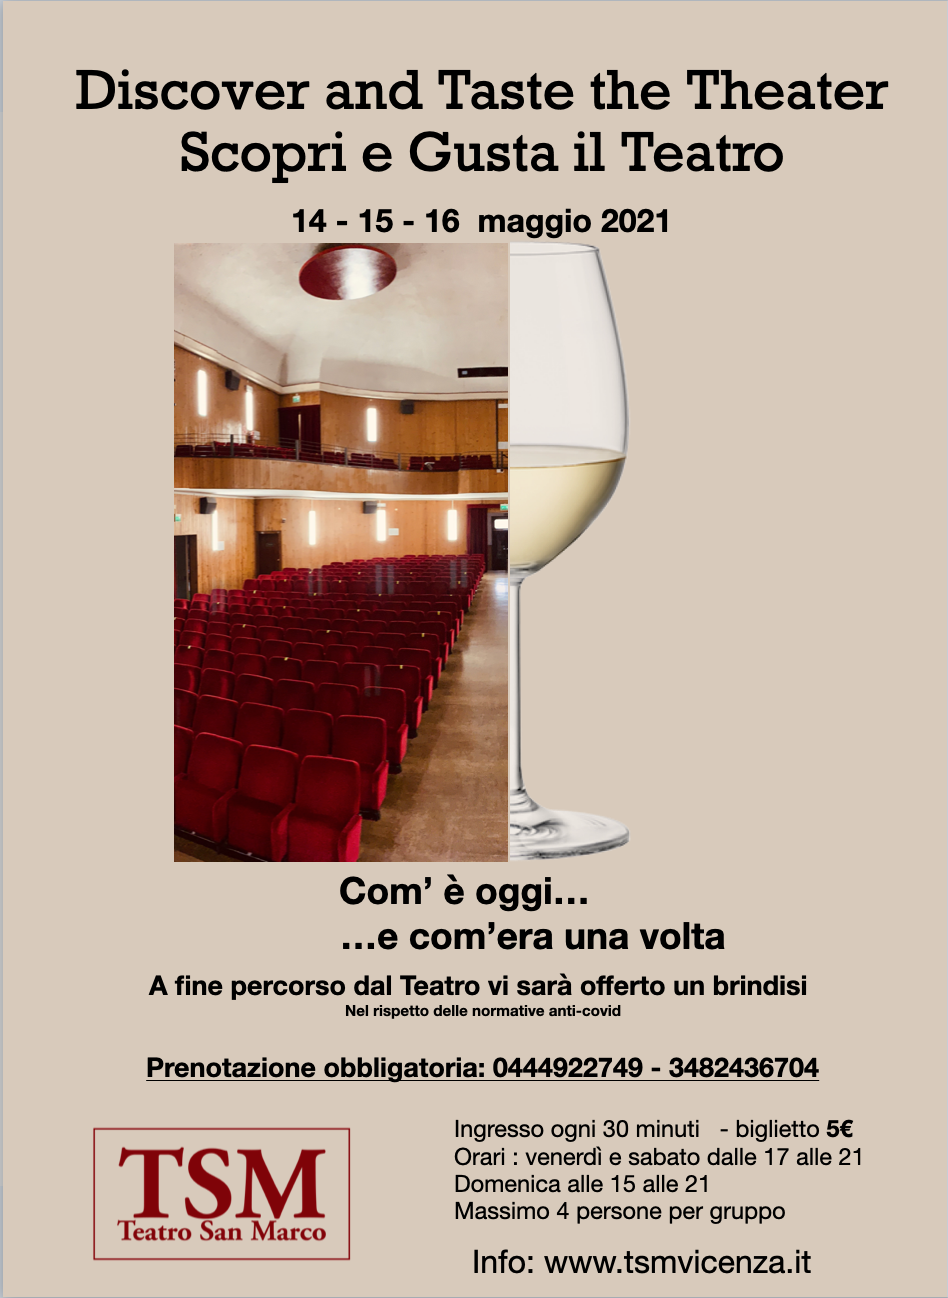 Discover and Taste the Theater
Scopri e Gusta il Teatro
14 - 15 - 16  maggio 2021
Com’ è oggi…
…e com’era una volta
A fine percorso dal Teatro vi sarà offerto un brindisi
Nel rispetto delle normative anti-covid
Prenotazione obbligatoria: 0444922749 - 3482436704
TSM
Teatro San Marco
Ingresso ogni 30 minuti   - biglietto 5€
Orari : venerdì e sabato dalle 17 alle 21
Domenica alle 15 alle 21
Massimo 4 persone per gruppo
Info: www.tsmvicenza.it